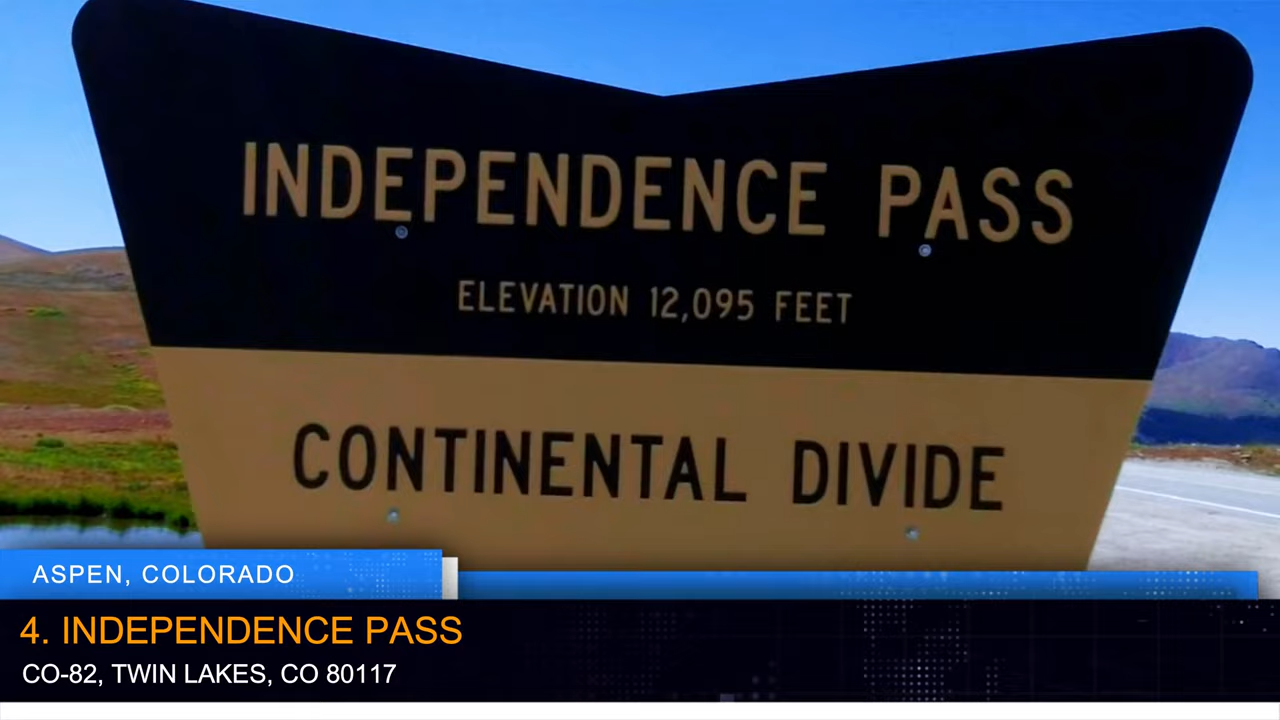 INDEPENDENCE PASS
ELEVATION 12,095 FEET
CONTINENTAL DIVIDE
ASPEN, COLORADO
4. INDEPENDENCE PASS
CO-82, TWIN LAKES, CO 80117